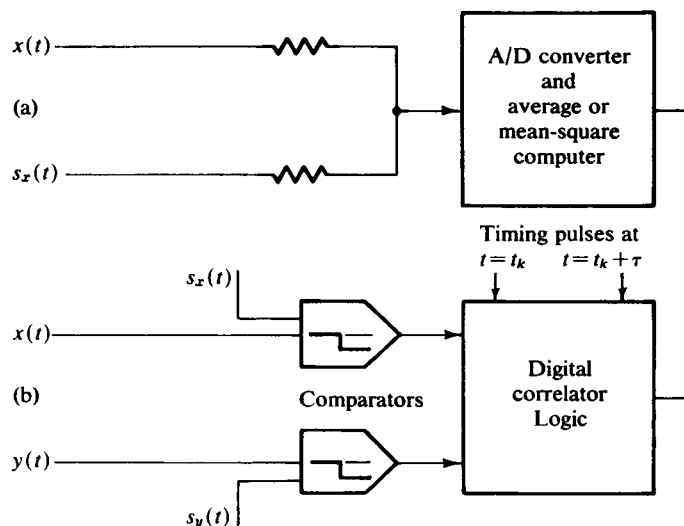 x(t)
(a)
s_x(t)
A/D converter
and
average or
mean-square
computer
Timing pulses at
t = t_k t = t_k + τ
s_x(t)
x(t)
(b)
Comparators
y(t)
s_y(t)
Digital
correlator
Logic